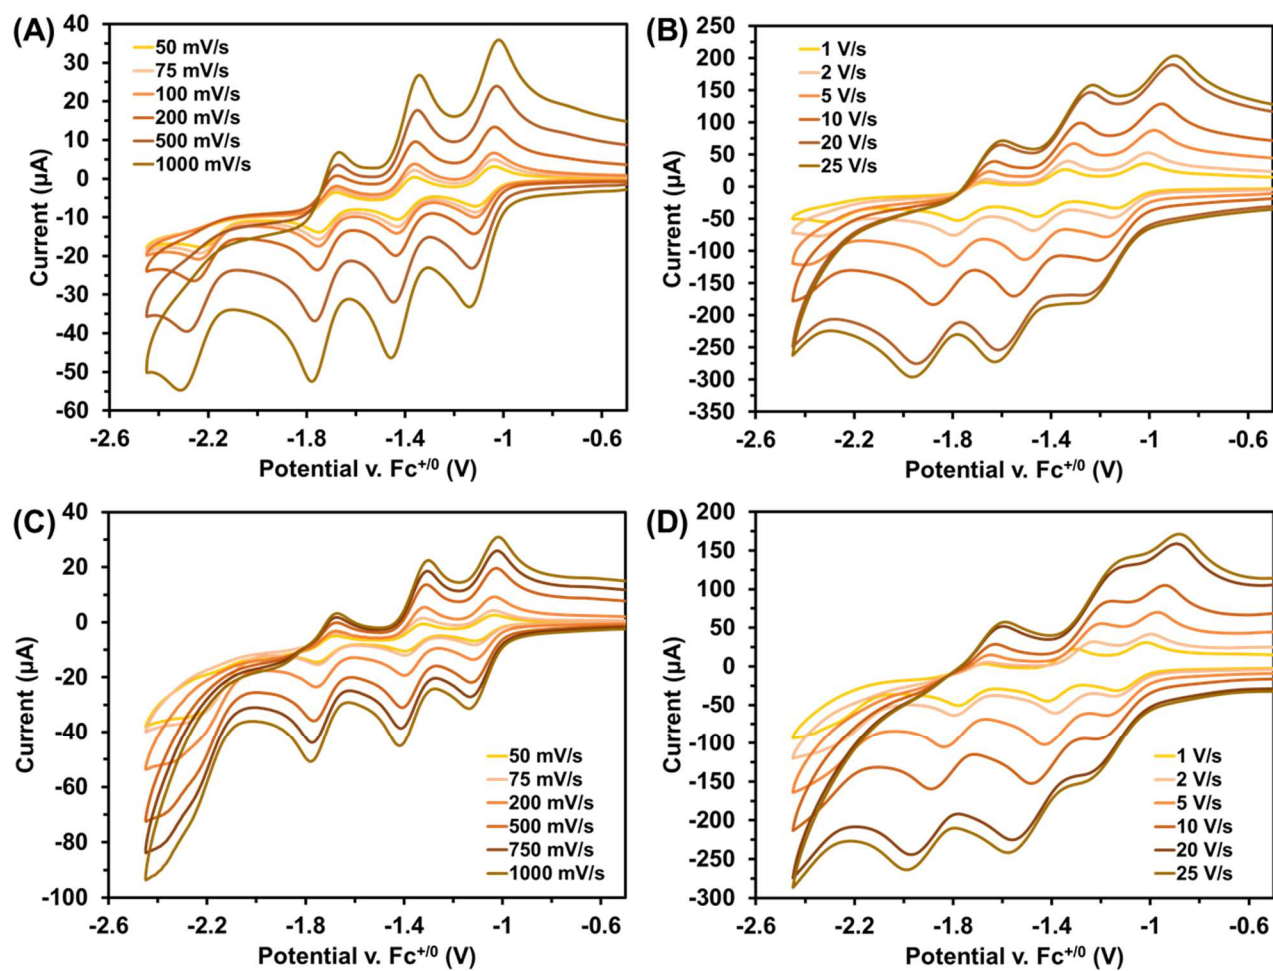 (A)
40
30
20
10
0
-10
-20
-30
-40
-50
-60
Current (µA)
50 mV/s
75 mV/s
100 mV/s
200 mV/s
500 mV/s
1000 mV/s
-2.6 -2.2 -1.8 -1.4 -1 -0.6
Potential v. Fc+/0 (V)
(B)
250
200
150
100
50
0
-50
-100
-150
-200
-250
-300
-350
Current (µA)
1 V/s
2 V/s
5 V/s
10 V/s
20 V/s
25 V/s
-2.6 -2.2 -1.8 -1.4 -1 -0.6
Potential v. Fc+/0 (V)
(C)
40
20
0
-20
-40
-60
-80
-100
Current (µA)
50 mV/s
75 mV/s
200 mV/s
500 mV/s
750 mV/s
1000 mV/s
-2.6 -2.2 -1.8 -1.4 -1 -0.6
Potential v. Fc+/0 (V)
(D)
200
150
100
50
0
-50
-100
-150
-200
-250
-300
Current (µA)
1 V/s
2 V/s
5 V/s
10 V/s
20 V/s
25 V/s
-2.6 -2.2 -1.8 -1.4 -1 -0.6
Potential v. Fc+/0 (V)